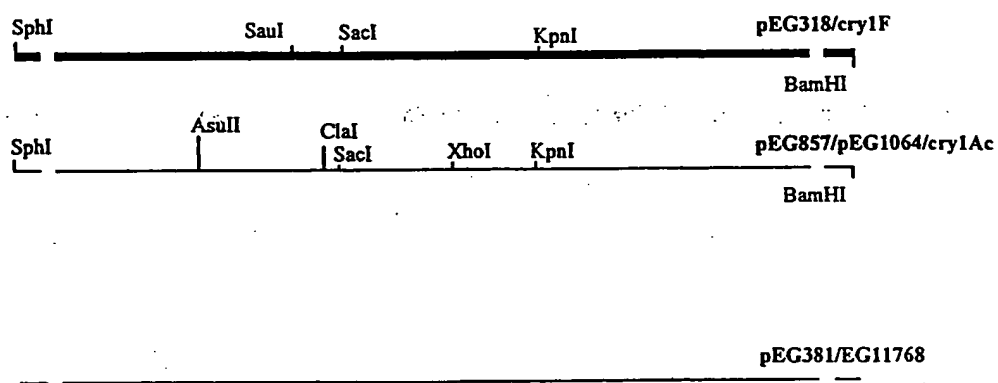 SphI SauI SacI KpnI pEG318/cry1F
BamHI
SphI AsuII ClaI SacI XhoI KpnI pEG857/pEG1064/cry1Ac
BamHI
pEG381/EG11768